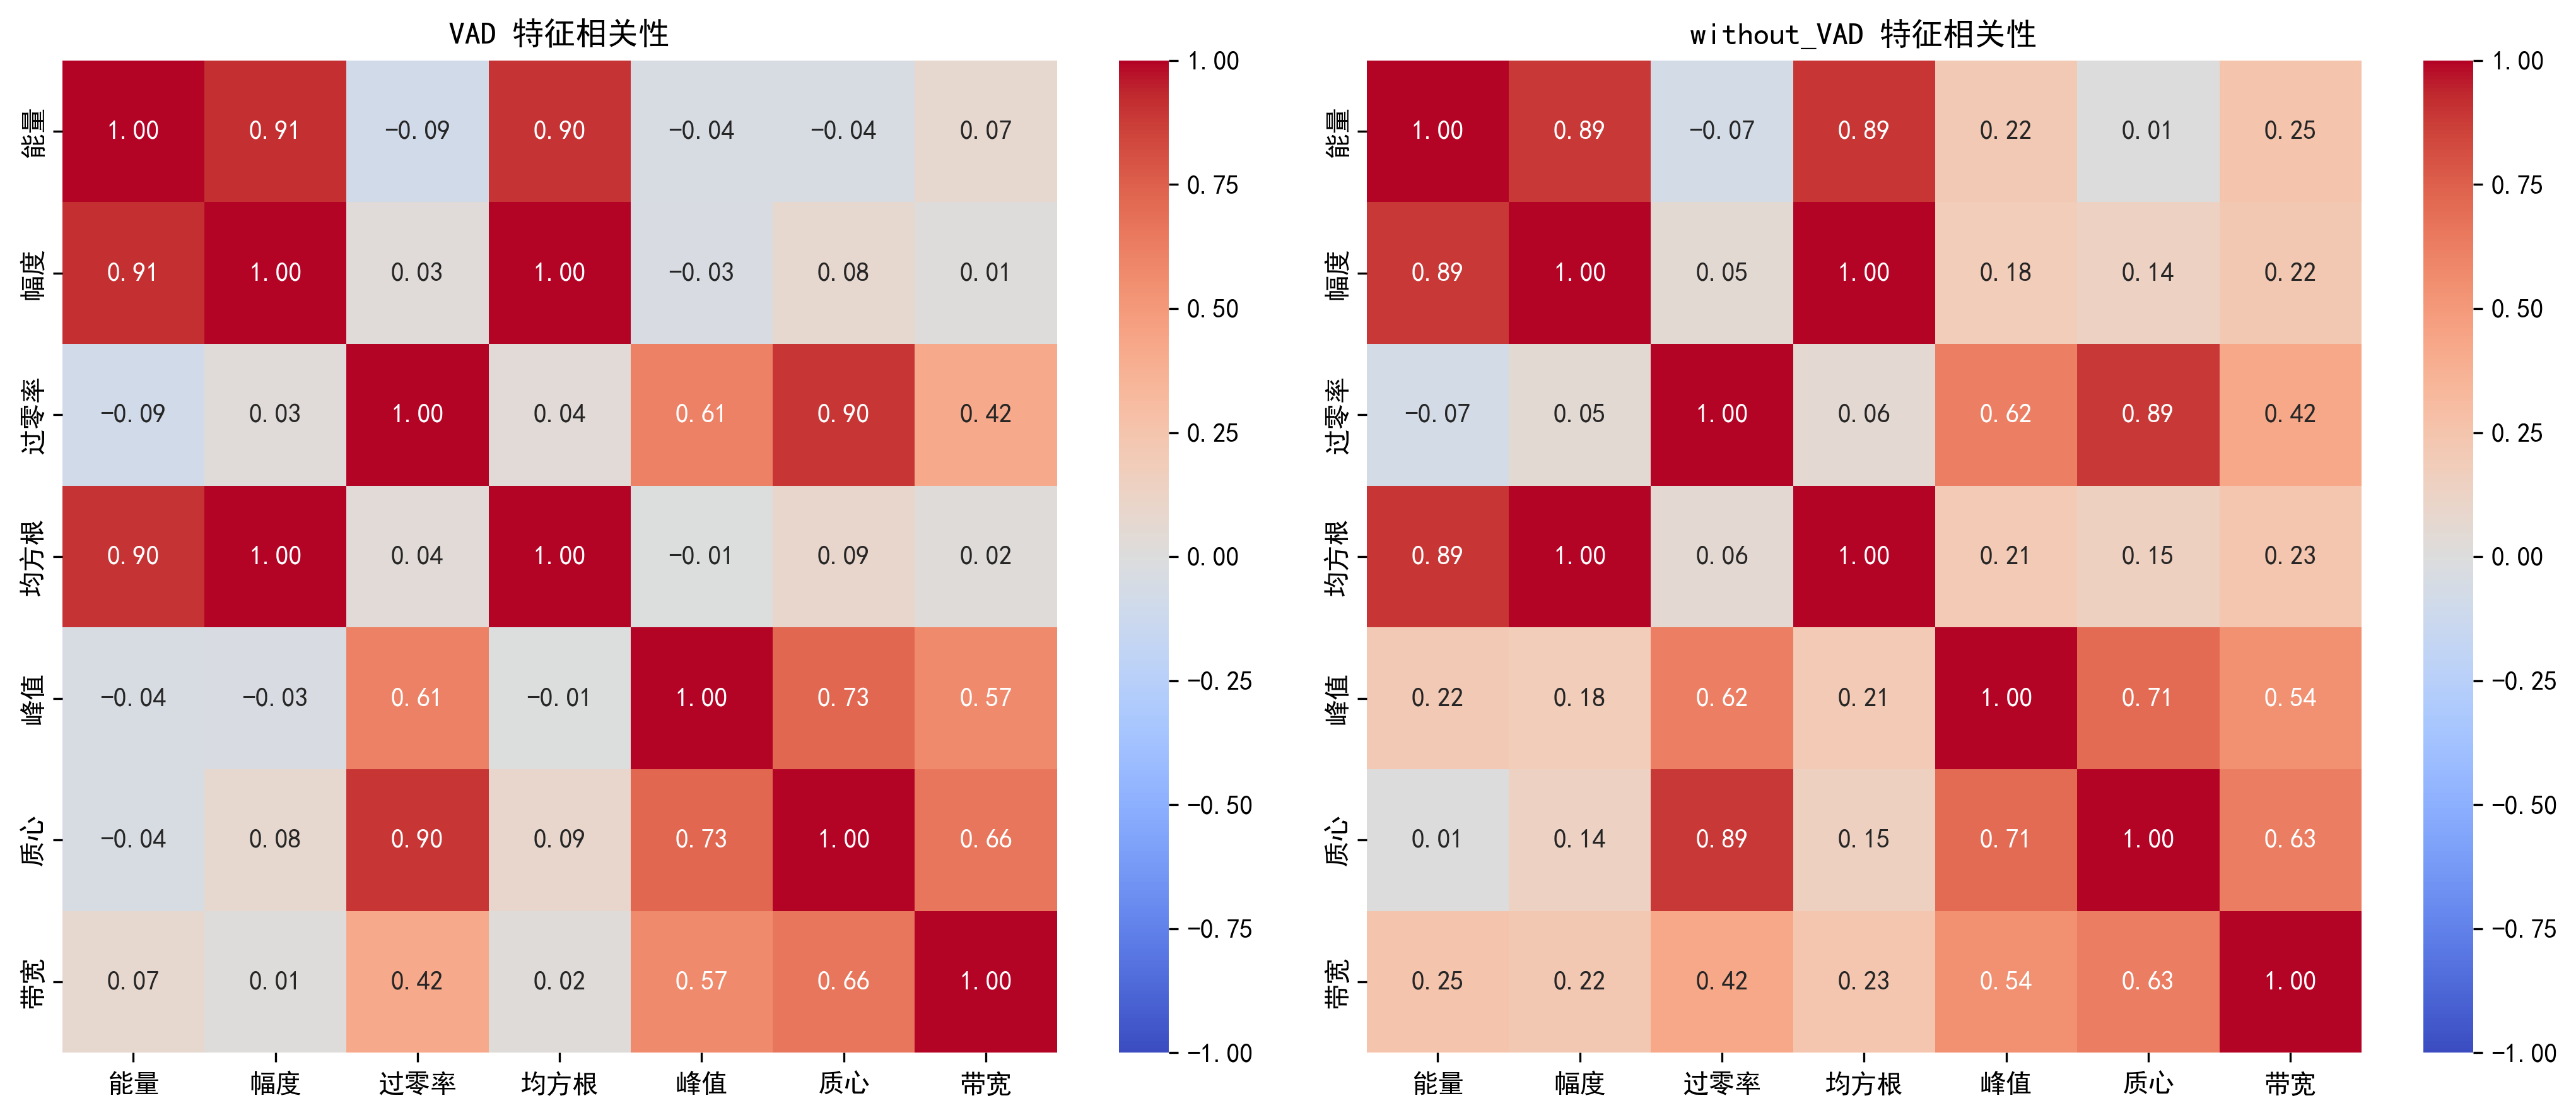 VAD 特征相关性
能量 1.00 0.91 -0.09 0.90 -0.04 -0.04 0.07
幅度 0.91 1.00 0.03 1.00 -0.03 0.08 0.01
过零率 -0.09 0.03 1.00 0.04 0.61 0.90 0.42
均方根 0.90 1.00 0.04 1.00 -0.01 0.09 0.02
峰值 -0.04 -0.03 0.61 -0.01 1.00 0.73 0.57
质心 -0.04 0.08 0.90 0.09 0.73 1.00 0.66
带宽 0.07 0.01 0.42 0.02 0.57 0.66 1.00
能量 幅度 过零率 均方根 峰值 质心 带宽
1.00
0.75
0.50
0.25
0.00
-0.25
-0.50
-0.75
-1.00
without_VAD 特征相关性
能量 1.00 0.89 -0.07 0.89 0.22 0.01 0.25
幅度 0.89 1.00 0.05 1.00 0.18 0.14 0.22
过零率 -0.07 0.05 1.00 0.06 0.62 0.89 0.42
均方根 0.89 1.00 0.06 1.00 0.21 0.15 0.23
峰值 0.22 0.18 0.62 0.21 1.00 0.71 0.54
质心 0.01 0.14 0.89 0.15 0.71 1.00 0.63
带宽 0.25 0.22 0.42 0.23 0.54 0.63 1.00
能量 幅度 过零率 均方根 峰值 质心 带宽
1.00
0.75
0.50
0.25
0.00
-0.25
-0.50
-0.75
-1.00